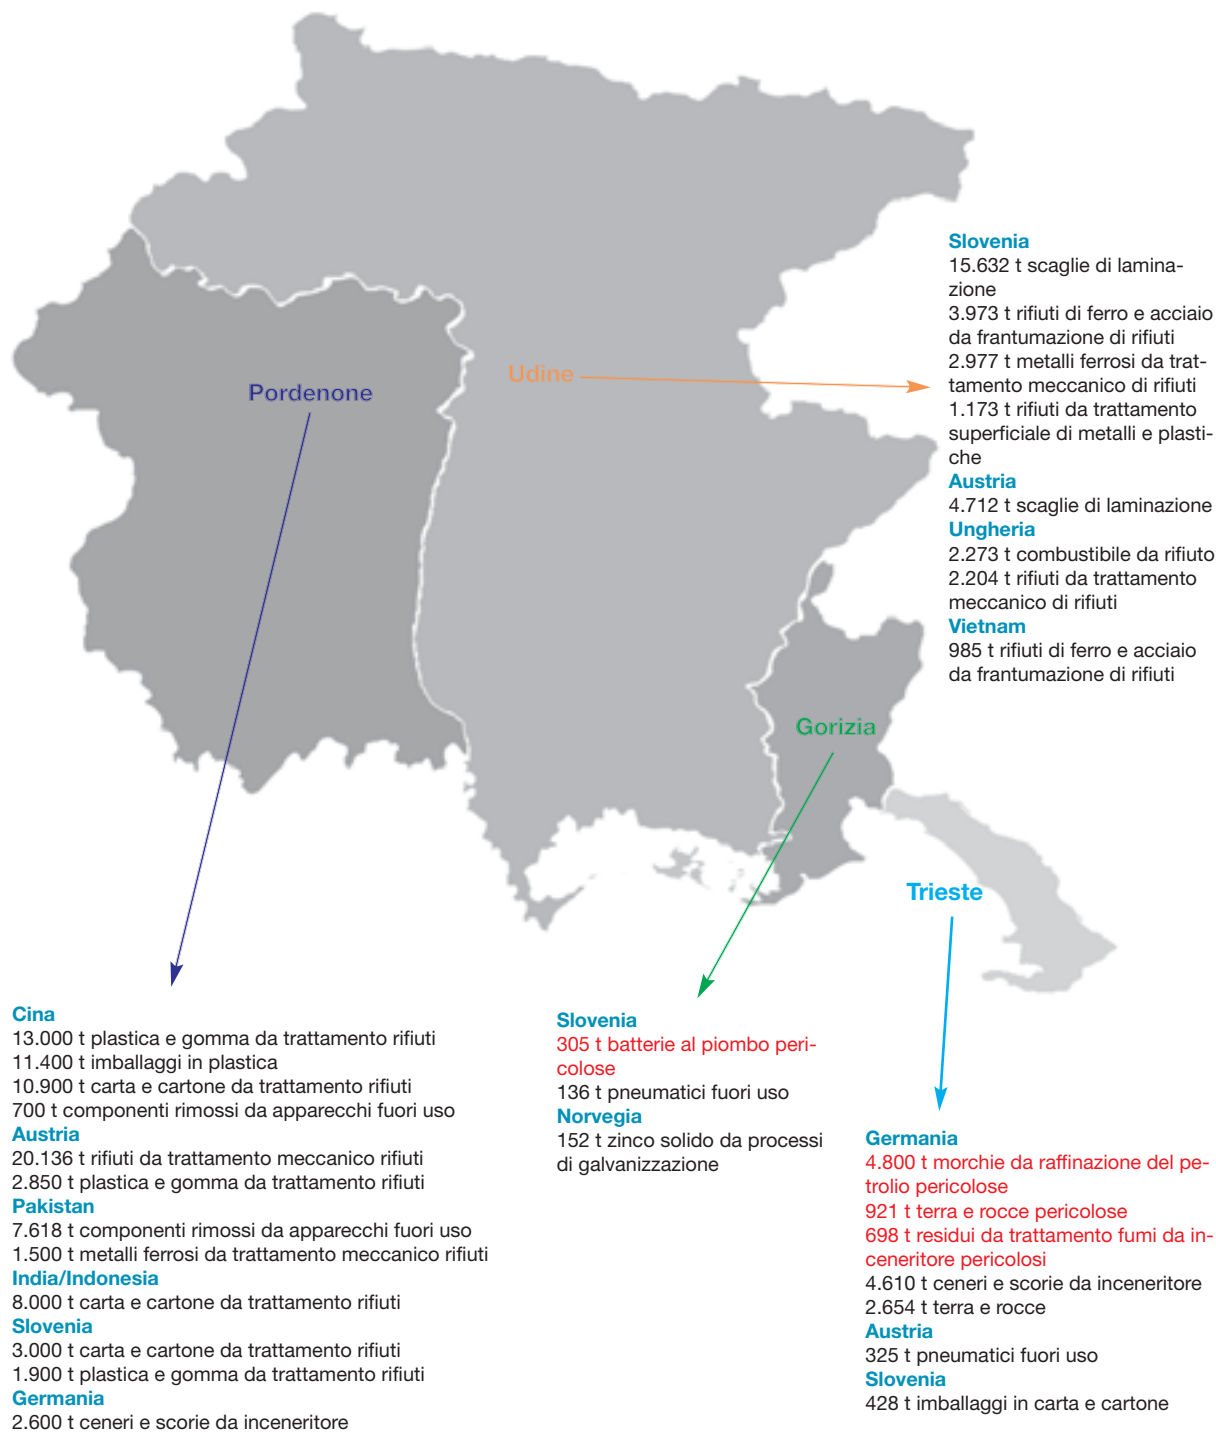 Pordenone
Udine
Gorizia
Trieste
Slovenia
15.632 t scaglie di lamina-
zione
3.973 t rifiuti di ferro e acciaio
da frantumazione di rifiuti
2.977 t metalli ferrosi da trat-
tamento meccanico di rifiuti
1.173 t rifiuti da trattamento
superficiale di metalli e plasti-
che
Austria
4.712 t scaglie di laminazione
Ungheria
2.273 t combustibile da rifiuto
2.204 t rifiuti da trattamento
meccanico di rifiuti
Vietnam
985 t rifiuti di ferro e acciaio
da frantumazione di rifiuti
Cina
13.000 t plastica e gomma da trattamento rifiuti
11.400 t imballaggi in plastica
10.900 t carta e cartone da trattamento rifiuti
700 t componenti rimossi da apparecchi fuori uso
Austria
20.136 t rifiuti da trattamento meccanico rifiuti
2.850 t plastica e gomma da trattamento rifiuti
Pakistan
7.618 t componenti rimossi da apparecchi fuori uso
1.500 t metalli ferrosi da trattamento meccanico rifiuti
India/Indonesia
8.000 t carta e cartone da trattamento rifiuti
Slovenia
3.000 t carta e cartone da trattamento rifiuti
1.900 t plastica e gomma da trattamento rifiuti
Germania
2.600 t ceneri e scorie da inceneritore
Slovenia
305 t batterie al piombo peri-
colose
136 t pneumatici fuori uso
Norvegia
152 t zinco solido da processi
di galvanizzazione
Germania
4.800 t morchie da raffinazione del pe-
trolio pericolose
921 t terra e rocce pericolose
698 t residui da trattamento fumi da in-
ceneritore pericolosi
4.610 t ceneri e scorie da inceneritore
2.654 t terra e rocce
Austria
325 t pneumatici fuori uso
Slovenia
428 t imballaggi in carta e cartone